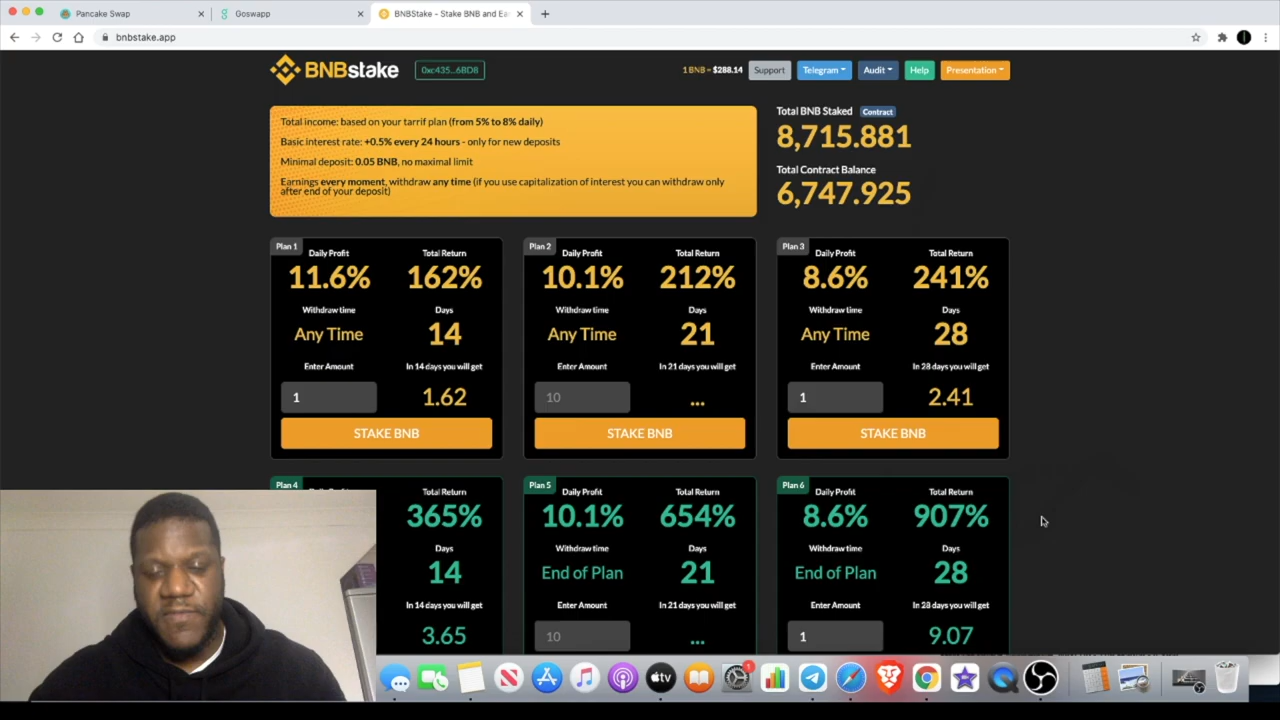 Pancake Swap
Goswapp
BNBStake - Stake BNB and Ea
bnbstake.app
BNBstake
0xc435...6BD8
1 BNB = $288.14
Support
Telegram
Audit
Help
Presentation
Total income: based on your tarrif plan (from 5% to 8% daily)
Basic interest rate: +0.5% every 24 hours - only for new deposits
Minimal deposit: 0.05 BNB, no maximal limit
Earnings every moment, withdraw any time (if you use capitalization of interest you can withdraw only
after end of your deposit)
Total BNB Staked Contract
8,715.881
Total Contract Balance
6,747.925
Plan 1
Daily Profit Total Return
11.6% 162%
Withdraw time Days
Any Time 14
Enter Amount In 14 days you will get
1 1.62
STAKE BNB
Plan 2
Daily Profit Total Return
10.1% 212%
Withdraw time Days
Any Time 21
Enter Amount In 21 days you will get
10 ...
STAKE BNB
Plan 3
Daily Profit Total Return
8.6% 241%
Withdraw time Days
Any Time 28
Enter Amount In 28 days you will get
1 2.41
STAKE BNB
Plan 4
Total Return
365%
Days
14
In 14 days you will get
3.65
Plan 5
Daily Profit Total Return
10.1% 654%
Withdraw time Days
End of Plan 21
Enter Amount In 21 days you will get
10 ...
Plan 6
Daily Profit Total Return
8.6% 907%
Withdraw time Days
End of Plan 28
Enter Amount In 28 days you will get
1 9.07
tv
1